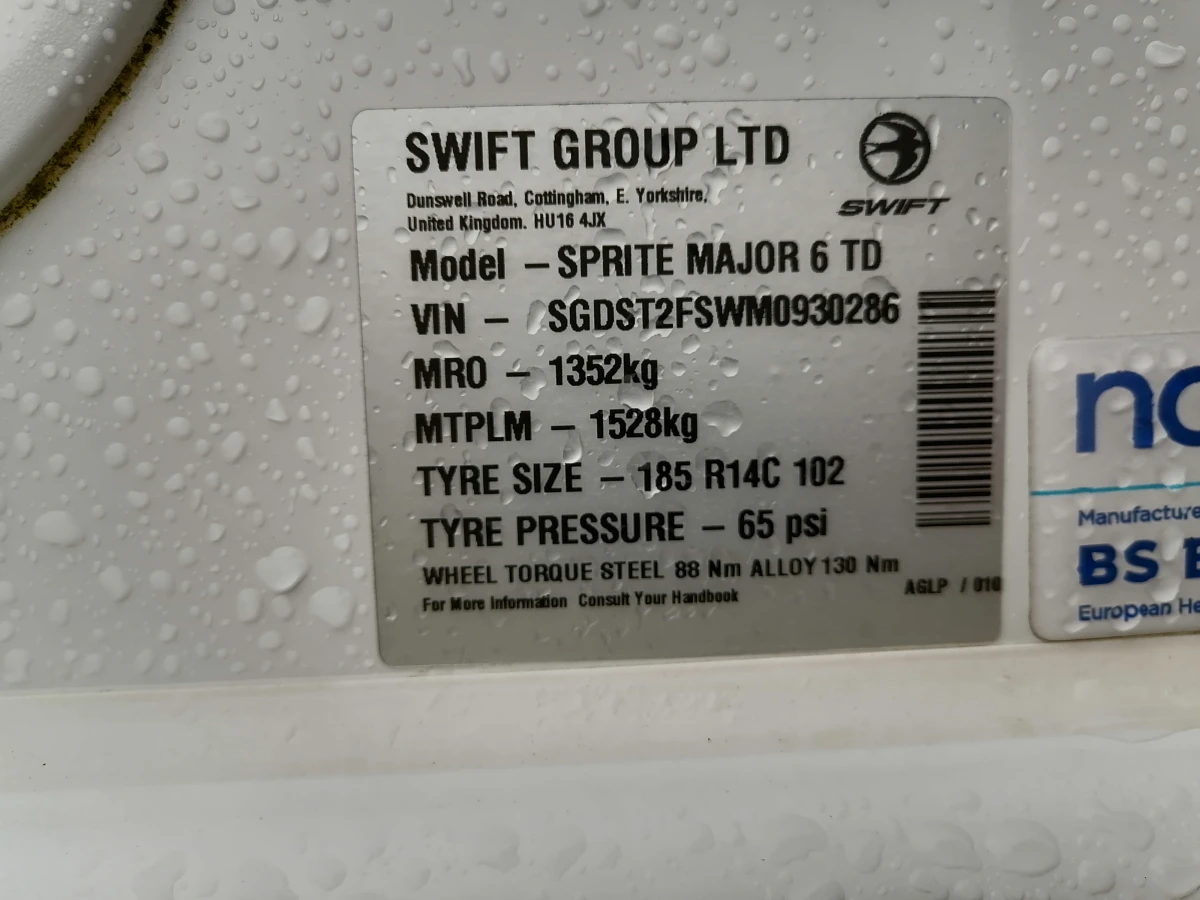 SWIFT GROUP LTD
SWIFT
Dunswell Road, Cottingham, E. Yorkshire,
United Kingdom. HU16 4JX
Model – SPRITE MAJOR 6 TD
VIN – SGDST2FSWM0930286
MRO – 1352kg
MTPLM – 1528kg
TYRE SIZE – 185 R14C 102
TYRE PRESSURE – 65 psi
WHEEL TORQUE STEEL 88 Nm ALLOY 130 Nm
For More Information Consult Your Handbook
AGLP / 010
Manufacture
BS
European